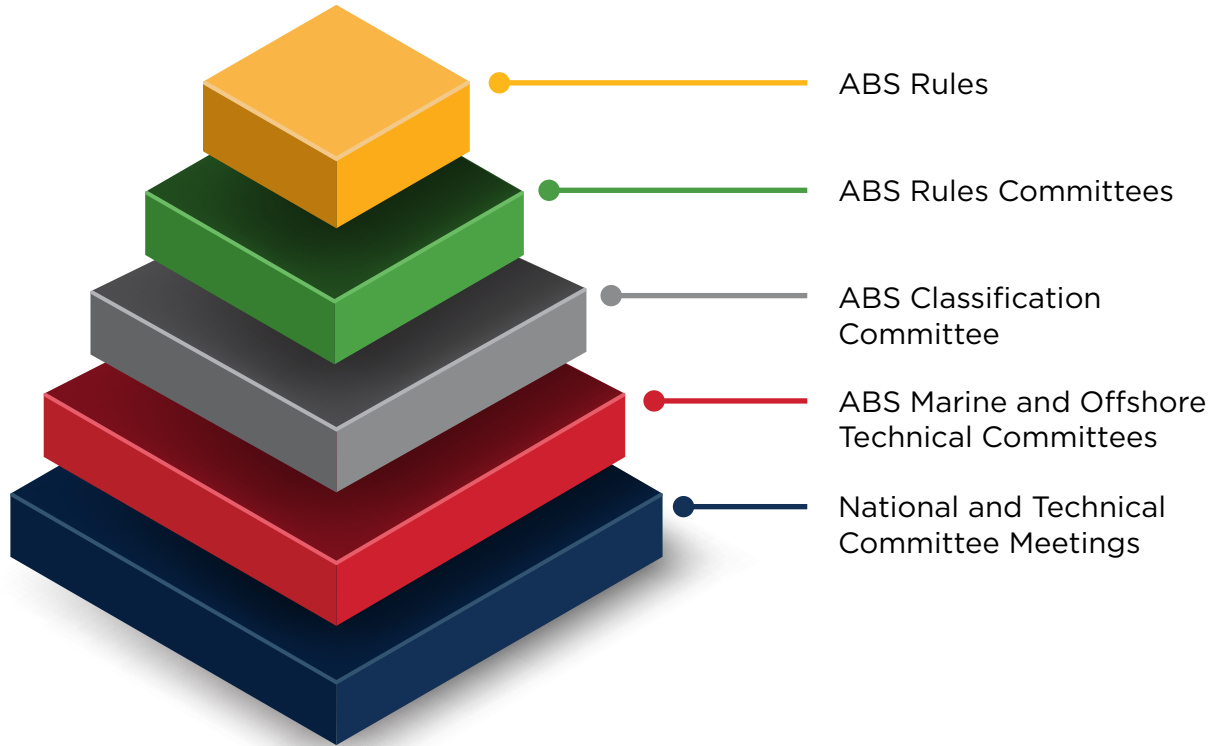 ABS Rules
ABS Rules Committees
ABS Classification
Committee
ABS Marine and Offshore
Technical Committees
National and Technical
Committee Meetings